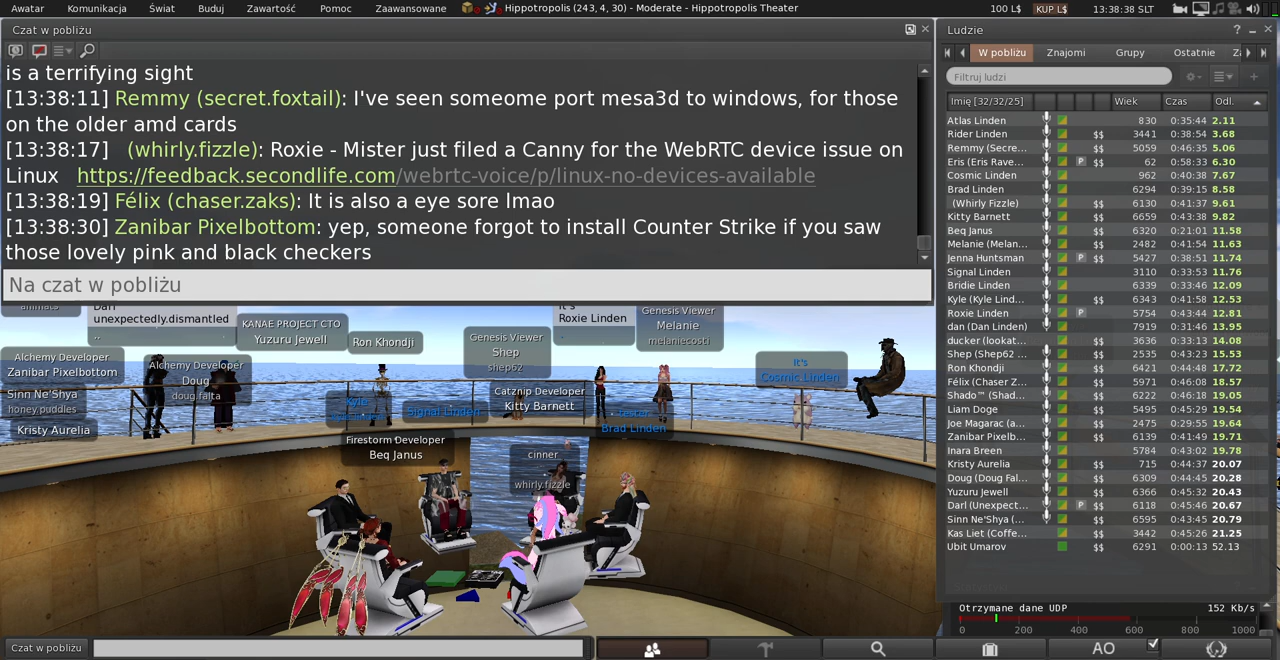 Awatar Komunikacja Świat Buduj Zawartość Pomoc Zaawansowane Hippotropolis (243, 4, 30) - Moderate - Hippotropolis Theater 100 L$ KUP L$ 13:38:38 SLT
Czat w pobliżu
is a terrifying sight
[13:38:11] Remmy (secret.foxtail): I've seen someome port mesa3d to windows, for those
on the older amd cards
[13:38:17] (whirly.fizzle): Roxie - Mister just filed a Canny for the WebRTC device issue on
Linux https://feedback.secondlife.com/webrtc-voice/p/linux-no-devices-available
[13:38:19] Félix (chaser.zaks): It is also a eye sore lmao
[13:38:30] Zanibar Pixelbottom: yep, someone forgot to install Counter Strike if you saw
those lovely pink and black checkers
Na czat w pobliżu
animats
Darl
unexpectedly.dismantled
..
KANAE PROJECT CTO
Yuzuru Jewell
Ron Khondji
Genesis Viewer
Shep
shep62
It's
Roxie Linden
Genesis Viewer
Melanie
melaniecosti
It's
Cosmic Linden
Alchemy Developer
Zanibar Pixelbottom
Alchemy Developer
Doug
doug.falta
Sinn Ne'Shya
honey.puddles
Kristy Aurelia
Kyle
Signal Linden
Catznip Developer
Kitty Barnett
Tester
Brad Linden
Firestorm Developer
Beq Janus
cinner
whirly.fizzle
Czat w pobliżu
Ludzie
W pobliżu Znajomi Grupy Ostatnie
Filtruj ludzi
Imię [32/32/25] Wiek Czas Odl.
Atlas Linden 830 0:35:44 2.11
Rider Linden $$ 3441 0:38:54 3.68
Remmy (Secre... $$ 5059 0:46:35 5.06
Eris (Eris Rave... P $$ 62 0:58:33 6.30
Cosmic Linden 962 0:40:38 7.67
Brad Linden 6294 0:39:15 8.58
(Whirly Fizzle) $$ 6130 0:41:37 9.61
Kitty Barnett 6659 0:43:38 9.82
Beq Janus $$ 6320 0:21:01 11.58
Melanie (Melan... $$ 2482 0:41:54 11.63
Jenna Huntsman P $$ 5427 0:38:51 11.74
Signal Linden 3110 0:33:53 11.76
Bridie Linden 6339 0:33:46 12.09
Kyle (Kyle Lind... $$ 6343 0:41:58 12.53
Roxie Linden P $$ 5754 0:44:44 12.81
dan (Dan Linden) 7919 0:31:46 13.95
ducker (lookat... $$ 3636 0:33:13 14.08
Shep (Shep62 ... $$ 2535 0:43:23 15.53
Ron Khondji $$ 6421 0:44:48 17.72
Félix (Chaser Z... $$ 5971 0:46:08 18.57
Shado™ (Shad... $$ 6222 0:46:18 19.05
Liam Doge $$ 5495 0:45:29 19.54
Joe Magarac (a... $$ 2475 0:29:55 19.64
Zanibar Pixelb... $$ 6139 0:41:49 19.71
Inara Breen 5784 0:43:02 19.78
Kristy Aurelia $$ 715 0:44:37 20.07
Doug (Doug Fal... $$ 6309 0:44:45 20.28
Yuzuru Jewell $$ 6366 0:45:32 20.43
Darl (Unexpect... P $$ 6118 0:45:46 20.67
Sinn Ne'Shya (... $$ 6595 0:43:45 20.79
Kas Liet (Coffe... $$ 3442 0:45:26 21.25
Ubit Umarov $$ 6291 0:00:13 52.13
Otrzymane dane UDP 152 Kb/s
0 200 400 600 800 1000
AO